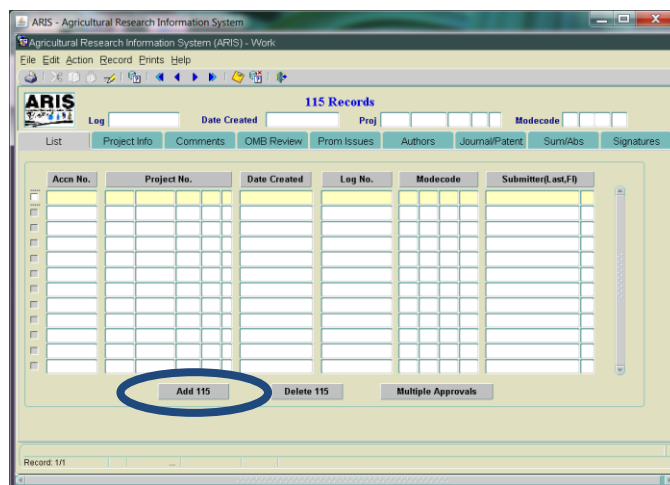 ARIS - Agricultural Research Information System
Agricultural Research Information System (ARIS) - Work
File Edit Action Record Prints Help
ARIS
115 Records
Log Date Created Proj Modecode
List Project Info Comments OMB Review Prom Issues Authors Journal/Patent Sum/Abs Signatures
Accn No. Project No. Date Created Log No. Modecode Submitter(Last,FI)
Add 115 Delete 115 Multiple Approvals
Record: 1/1 ...